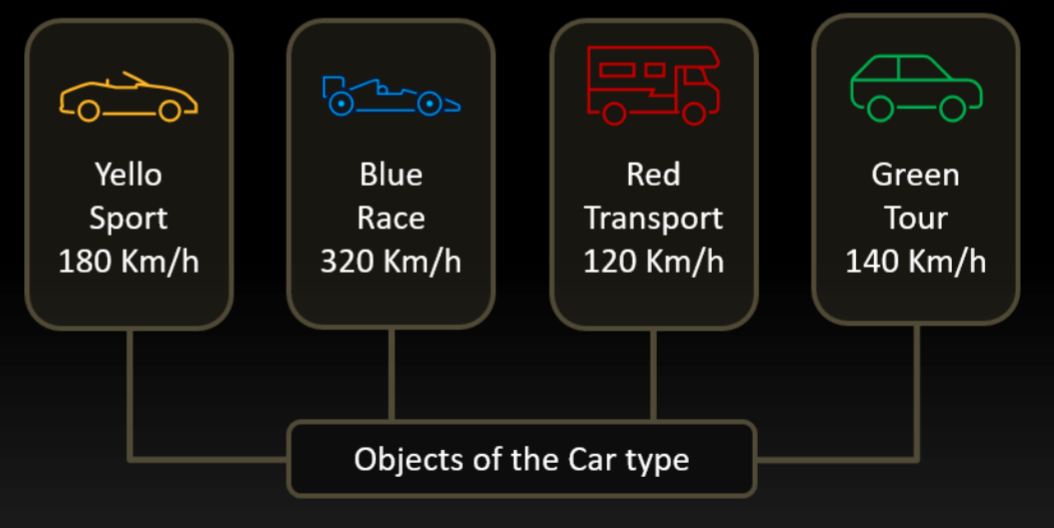 Yello
Sport
180 Km/h
Blue
Race
320 Km/h
Red
Transport
120 Km/h
Green
Tour
140 Km/h
Objects of the Car type